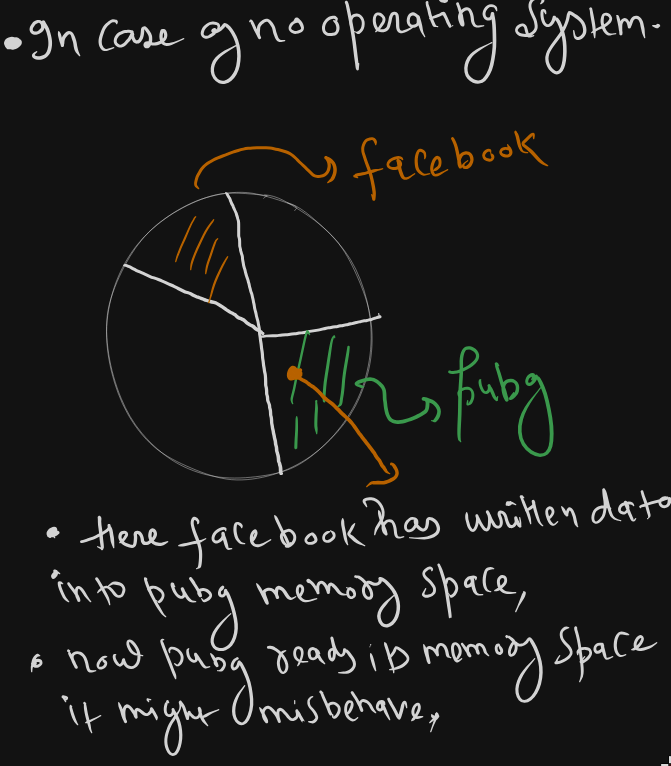 • In case of no operating System.
facebook
pubg
• Here facebook has written data
into pubg memory space,
• now pubg reads its memory space
it might misbehave,